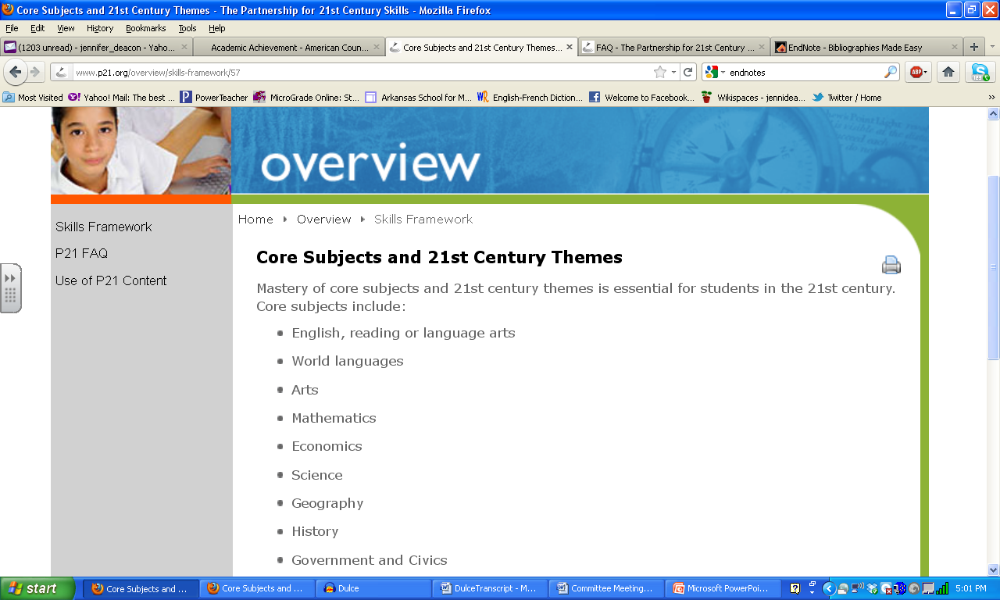 Core Subjects and 21st Century Themes - The Partnership for 21st Century Skills - Mozilla Firefox
File Edit View History Bookmarks Tools Help
(1203 unread) - jennifer_deacon - Yaho... Academic Achievement - American Coun... Core Subjects and 21st Century Themes... FAQ - The Partnership for 21st Century ... EndNote - Bibliographies Made Easy
www.p21.org/overview/skills-framework/57 endnotes ABP
Most Visited Yahoo! Mail: The best ... PowerTeacher MicroGrade Online: St... Arkansas School for M... English-French Diction... Welcome to Facebook... Wikispaces - jennidea... Twitter / Home
overview
Home Overview Skills Framework
Skills Framework
P21 FAQ
Use of P21 Content
Core Subjects and 21st Century Themes
Mastery of core subjects and 21st century themes is essential for students in the 21st century.
Core subjects include:
English, reading or language arts
World languages
Arts
Mathematics
Economics
Science
Geography
History
Government and Civics
start Core Subjects and ... Core Subjects and ... Dulce DulceTranscript - M... Committee Meeting... Microsoft PowerPoi... 5:01 PM